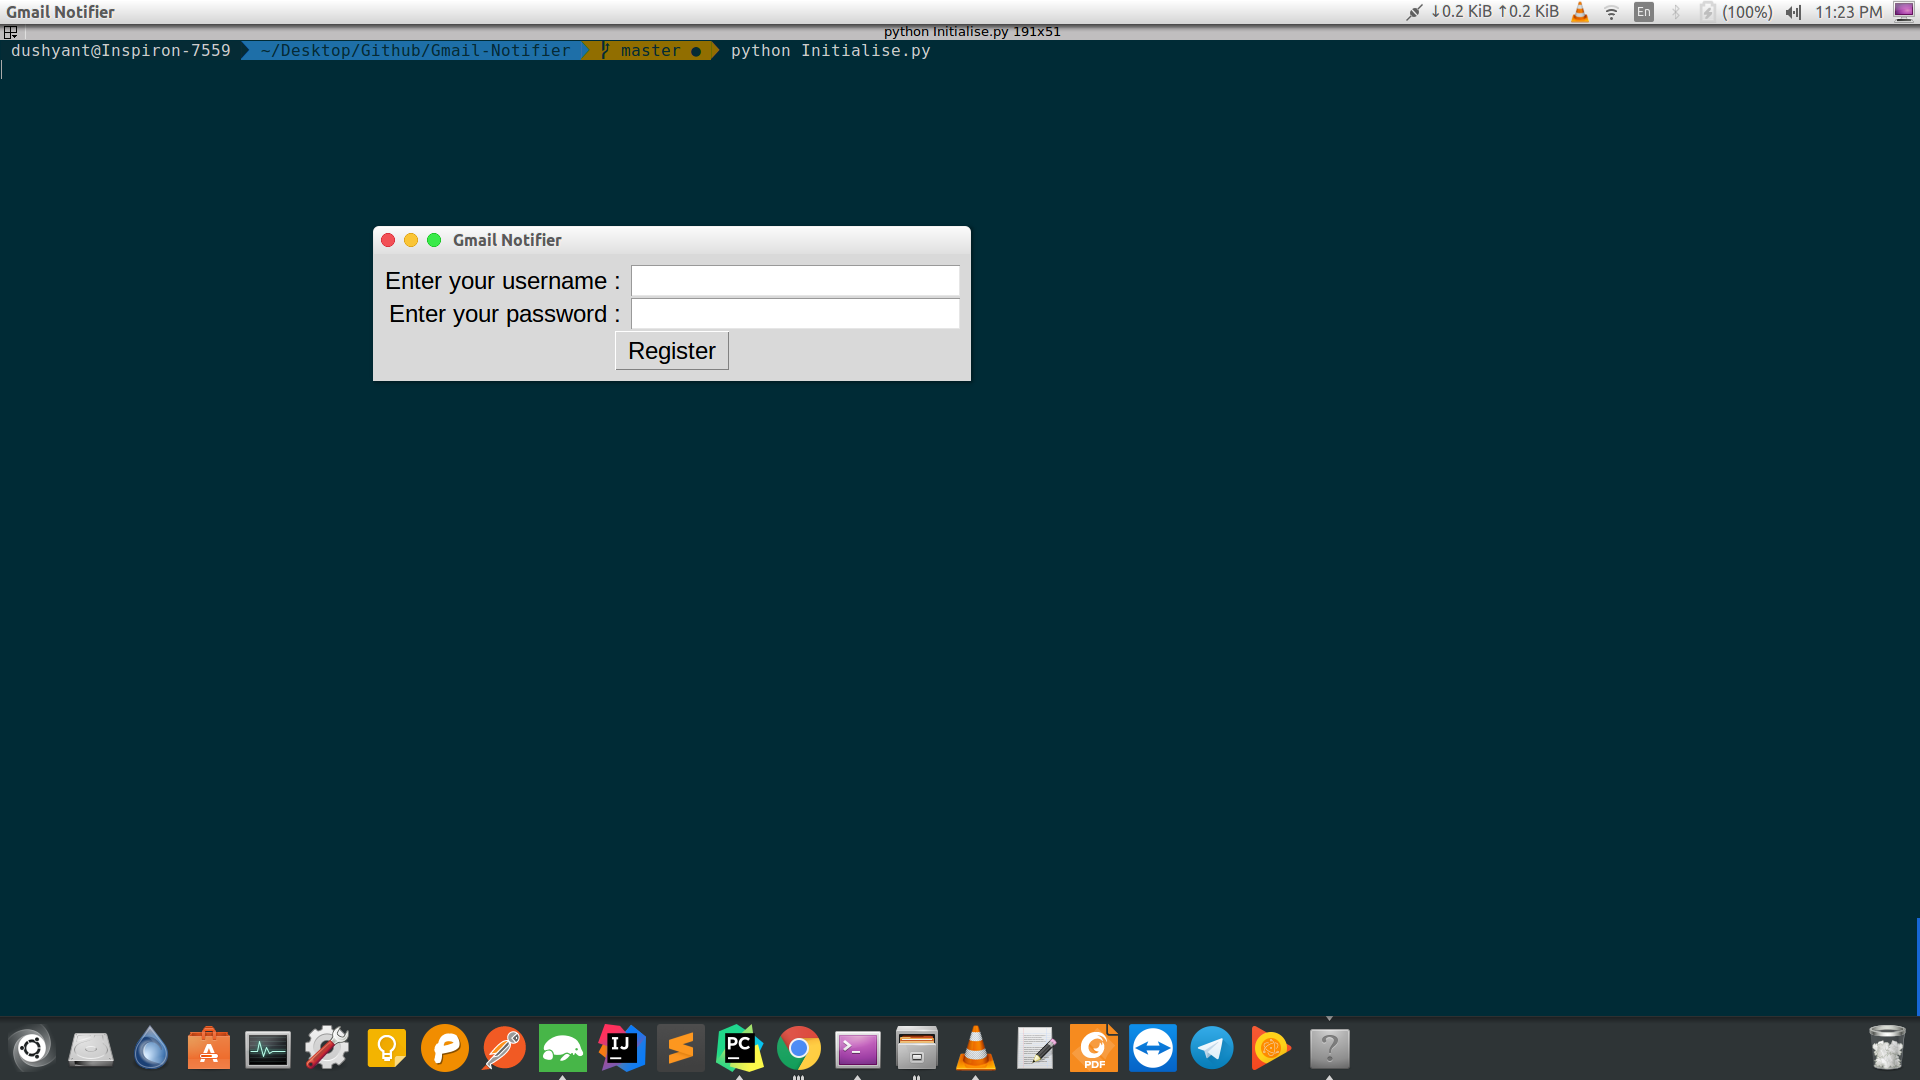 Gmail Notifier
↓0.2 KiB ↑0.2 KiB En (100%) 11:23 PM
python Initialise.py 191x51
dushyant@Inspiron-7559 ~/Desktop/Github/Gmail-Notifier master ● python Initialise.py
Gmail Notifier
Enter your username :
Enter your password :
Register
IJ
PC
PDF